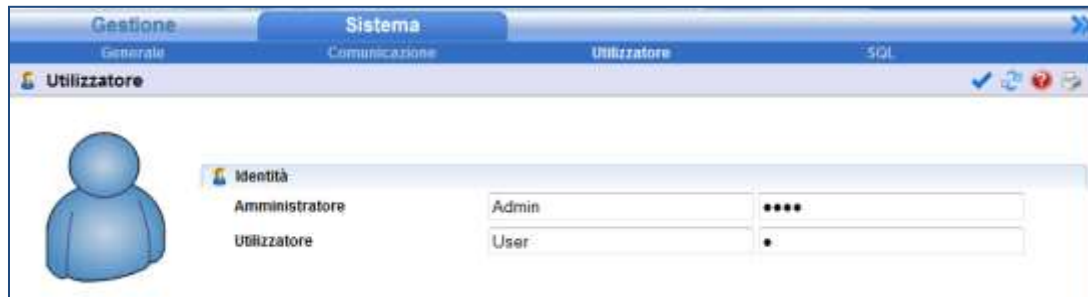 Gestione Sistema
Generale Comunicazione Utilizzatore SQL
Utilizzatore
Identità
Amministratore Admin ••••
Utilizzatore User •